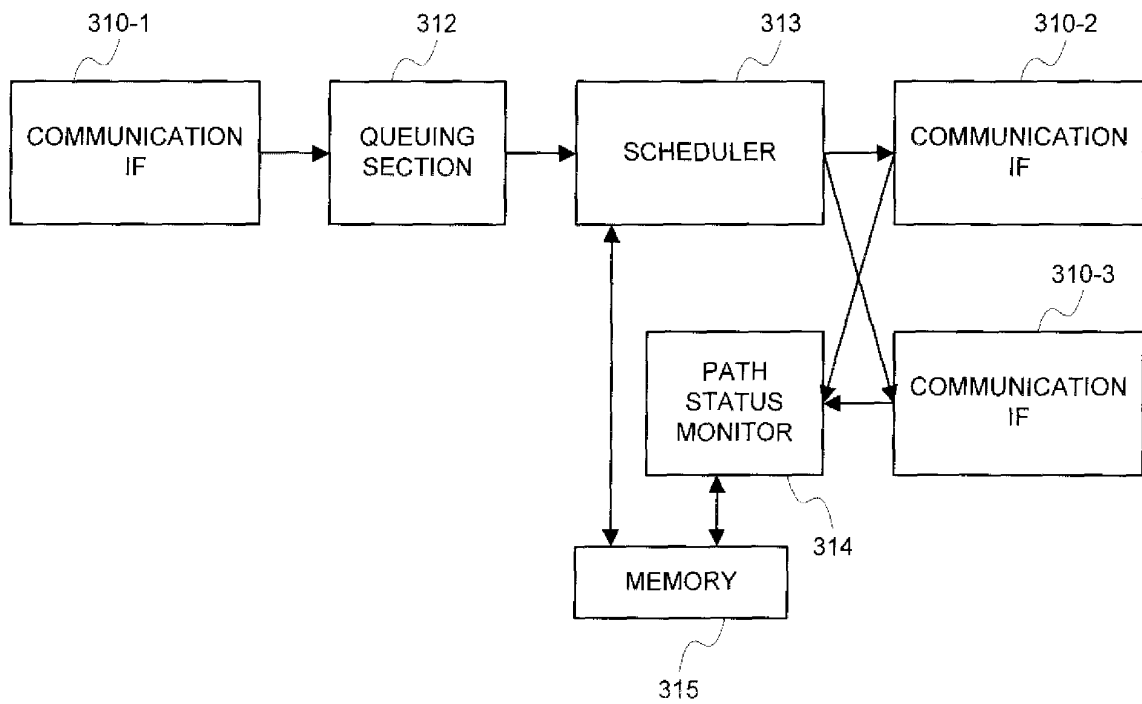 310-1
312
313
310-2
COMMUNICATION
IF
QUEUING
SECTION
SCHEDULER
COMMUNICATION
IF
310-3
PATH
STATUS
MONITOR
COMMUNICATION
IF
314
MEMORY
315